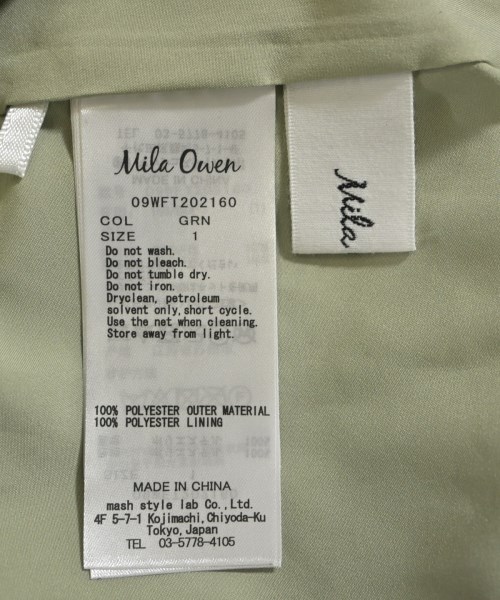 Mila Owen
09WFT202160
COL GRN
SIZE 1
Do not wash.
Do not bleach.
Do not tumble dry.
Do not iron.
Dryclean, petroleum
solvent only,short cycle.
Use the net when cleaning.
Store away from light.
100% POLYESTER OUTER MATERIAL
100% POLYESTER LINING
MADE IN CHINA
mash style lab Co.,Ltd.
4F 5-7-1 Kojimachi,Chiyoda-Ku
Tokyo,Japan
TEL 03-5778-4105
Mila